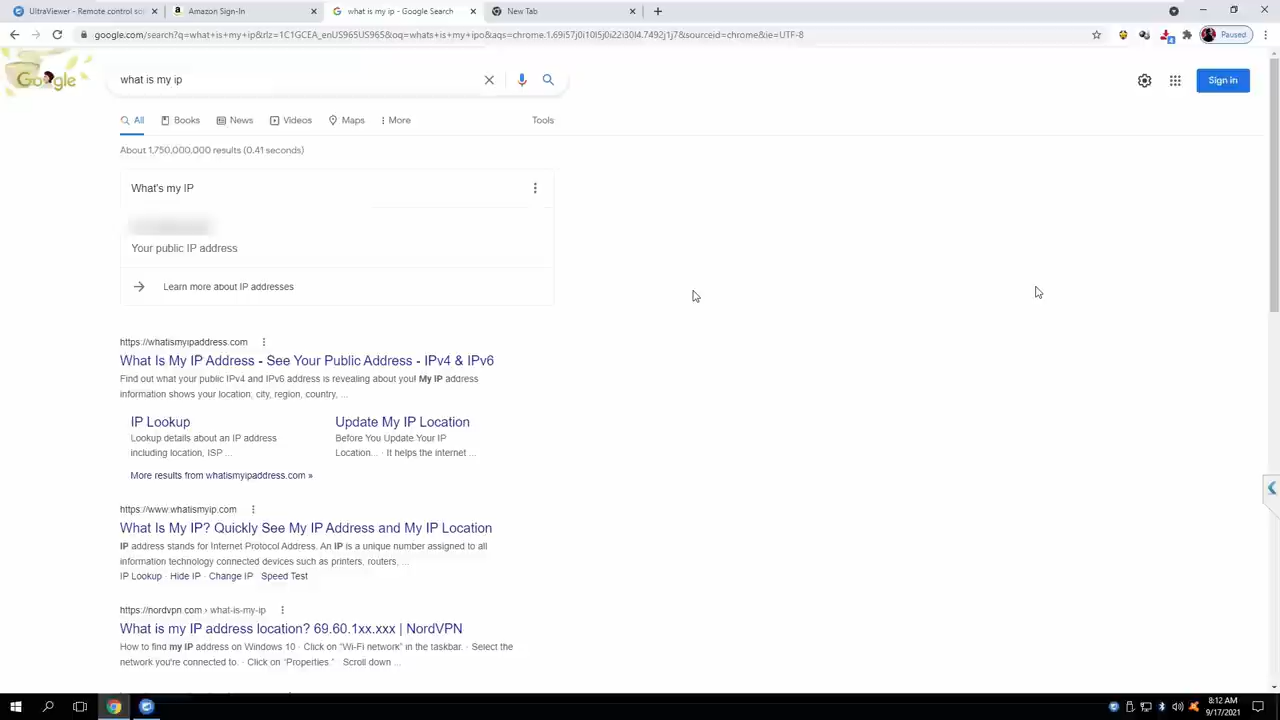 UltraViewer - Remote control sol
Amazon Sign-In
what is my ip - Google Search
New Tab
google.com/search?q=what+is+my+ip&rlz=1C1GCEA_enUS965US965&oq=whats+is+my+ipo&aqs=chrome.1.69i57j0i10l5j0i22i30l4.7492j1j7&sourceid=chrome&ie=UTF-8
Paused
Google
what is my ip
Sign in
All
Books
News
Videos
Maps
More
Tools
About 1,750,000,000 results (0.41 seconds)
What's my IP
Your public IP address
Learn more about IP addresses
https://whatismyipaddress.com
What Is My IP Address - See Your Public Address - IPv4 & IPv6
Find out what your public IPv4 and IPv6 address is revealing about you! My IP address
information shows your location; city, region, country, ...
IP Lookup
Update My IP Location
Lookup details about an IP address
Before You Update Your IP
including location, ISP ...
Location... · It helps the internet ...
More results from whatismyipaddress.com »
https://www.whatismyip.com
What Is My IP? Quickly See My IP Address and My IP Location
IP address stands for Internet Protocol Address. An IP is a unique number assigned to all
information technology connected devices such as printers, routers, ...
IP Lookup · Hide IP · Change IP · Speed Test
https://nordvpn.com › what-is-my-ip
What is my IP address location? 69.60.1xx.xxx | NordVPN
How to find my IP address on Windows 10 · Click on “Wi-Fi network” in the taskbar. · Select the
network you're connected to. · Click on “Properties.” · Scroll down ...
8:12 AM
9/17/2021